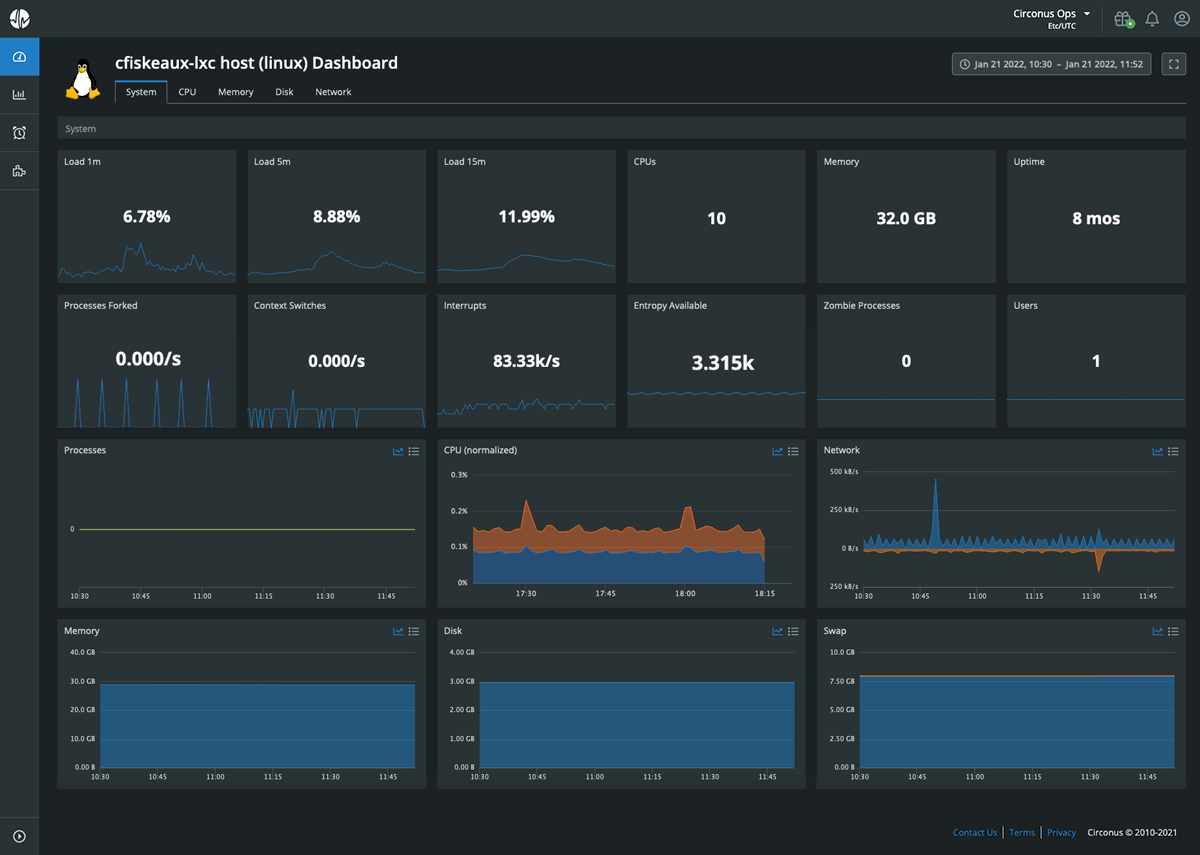 Circonus Ops
Etc/UTC
cfiskeaux-lxc host (linux) Dashboard
Jan 21 2022, 10:30 – Jan 21 2022, 11:52
System CPU Memory Disk Network
System
Load 1m
6.78%
Load 5m
8.88%
Load 15m
11.99%
CPUs
10
Memory
32.0 GB
Uptime
8 mos
Processes Forked
0.000/s
Context Switches
0.000/s
Interrupts
83.33k/s
Entropy Available
3.315k
Zombie Processes
0
Users
1
Processes
0
10:30 10:45 11:00 11:15 11:30 11:45
CPU (normalized)
0.3%
0.2%
0.1%
0%
17:30 17:45 18:00 18:15
Network
500 kB/s
250 kB/s
0 B/s
250 kB/s
10:30 10:45 11:00 11:15 11:30 11:45
Memory
40.0 GB
30.0 GB
20.0 GB
10.0 GB
0.00 B
10:30 10:45 11:00 11:15 11:30 11:45
Disk
4.00 GB
3.00 GB
2.00 GB
1.00 GB
0.00 B
10:30 10:45 11:00 11:15 11:30 11:45
Swap
10.0 GB
7.50 GB
5.00 GB
2.50 GB
0.00 B
10:30 10:45 11:00 11:15 11:30 11:45
Contact Us Terms Privacy Circonus © 2010-2021